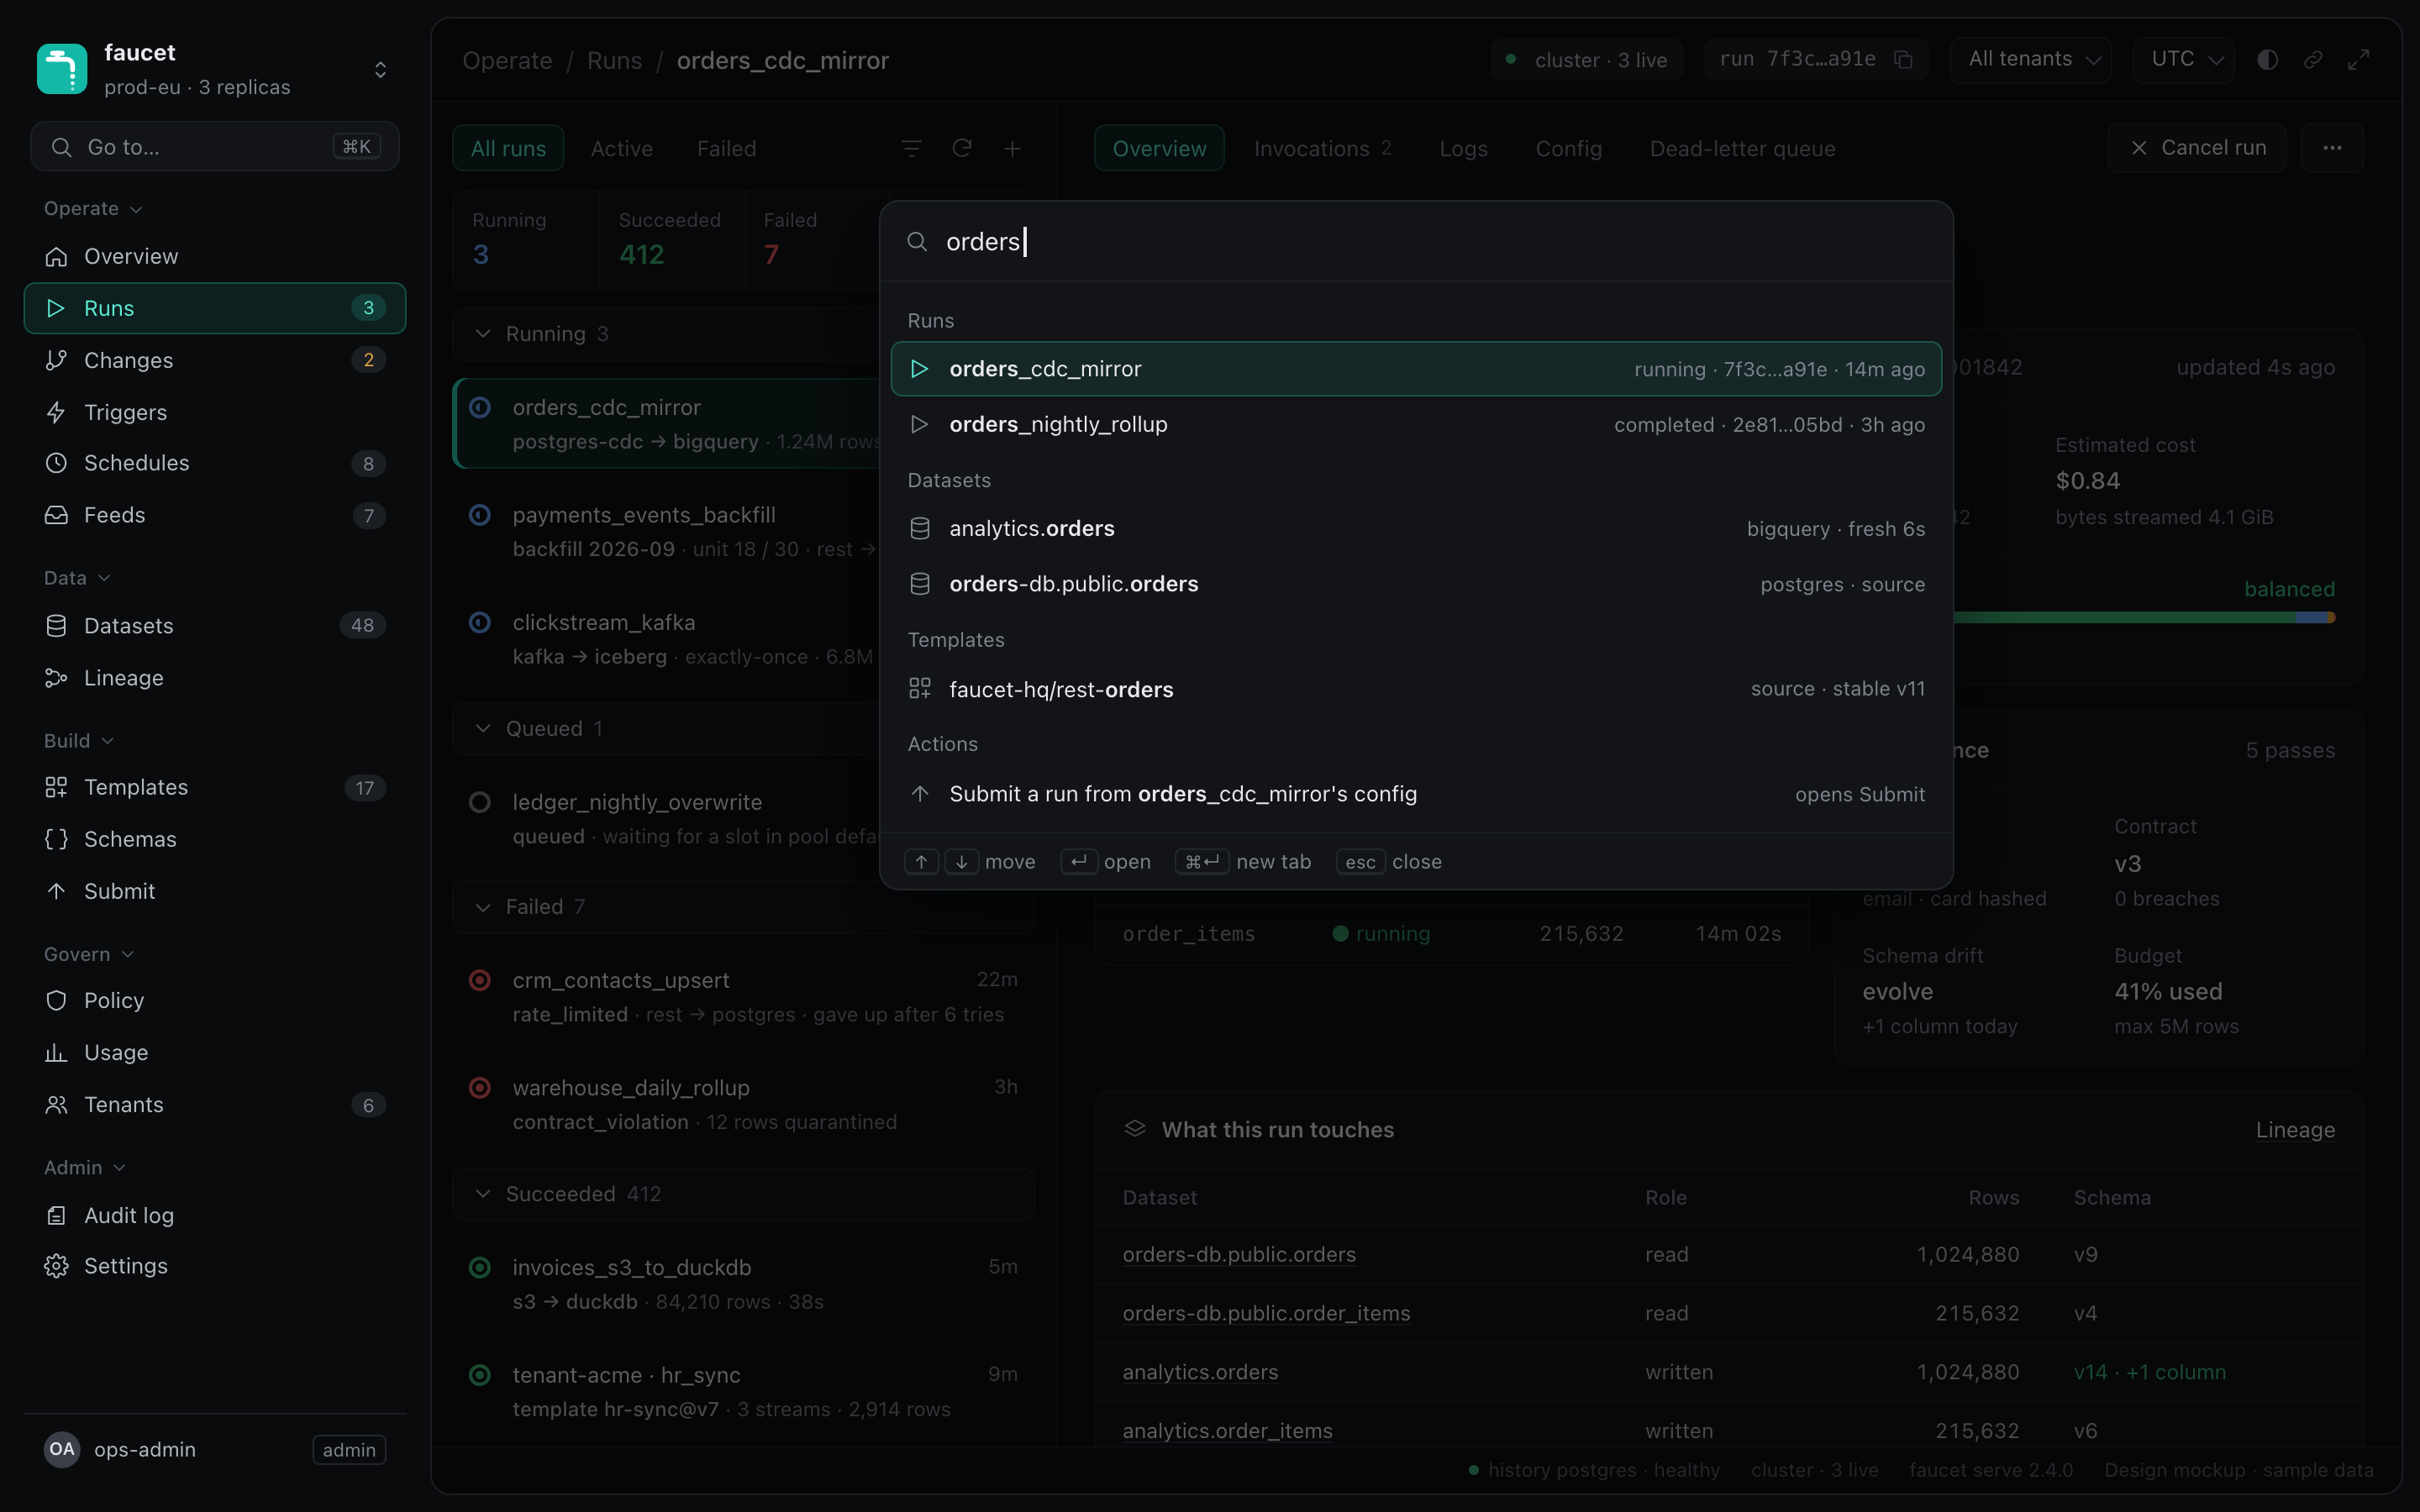 faucet
prod-eu · 3 replicas
Go to...
⌘K
Operate
Overview
Runs 3
Changes 2
Triggers
Schedules 8
Feeds 7
Data
Datasets 48
Lineage
Build
Templates 17
Schemas
Submit
Govern
Policy
Usage
Tenants 6
Admin
Audit log
Settings
OA ops-admin admin
Operate / Runs / orders_cdc_mirror
cluster · 3 live
run 7f3c…a91e
All tenants
UTC
All runs Active Failed
Running Succeeded Failed
3 412 7
Running 3
orders_cdc_mirror
postgres-cdc → bigquery · 1.24M rows
payments_events_backfill
backfill 2026-09 · unit 18 / 30 · rest →
clickstream_kafka
kafka → iceberg · exactly-once · 6.8M
Queued 1
ledger_nightly_overwrite
queued · waiting for a slot in pool
Failed 7
crm_contacts_upsert 22m
rate_limited · rest → postgres · gave up after 6 tries
warehouse_daily_rollup 3h
contract_violation · 12 rows quarantined
Succeeded 412
invoices_s3_to_duckdb 5m
s3 → duckdb · 84,210 rows · 38s
tenant-acme · hr_sync 9m
template hr-sync@v7 · 3 streams · 2,914 rows
Overview Invocations 2 Logs Config Dead-letter queue
Cancel run
orders
Runs
orders_cdc_mirror running · 7f3c...a91e · 14m ago
orders_nightly_rollup completed · 2e81...05bd · 3h ago
Datasets
analytics.orders bigquery · fresh 6s
orders-db.public.orders postgres · source
Templates
faucet-hq/rest-orders source · stable v11
Actions
Submit a run from orders_cdc_mirror's config opens Submit
↑ ↓ move ↵ open ⌘↵ new tab esc close
updated 4s ago
Estimated cost
$0.84
bytes streamed 4.1 GiB
balanced
5 passes
Contract
v3
email · card hashed 0 breaches
Schema drift Budget
evolve 41% used
+1 column today max 5M rows
order_items running 215,632 14m 02s
What this run touches Lineage
Dataset Role Rows Schema
orders-db.public.orders read 1,024,880 v9
orders-db.public.order_items read 215,632 v4
analytics.orders written 1,024,880 v14 · +1 column
analytics.order_items written 215,632 v6
history postgres · healthy cluster · 3 live faucet serve 2.4.0 Design mockup · sample data